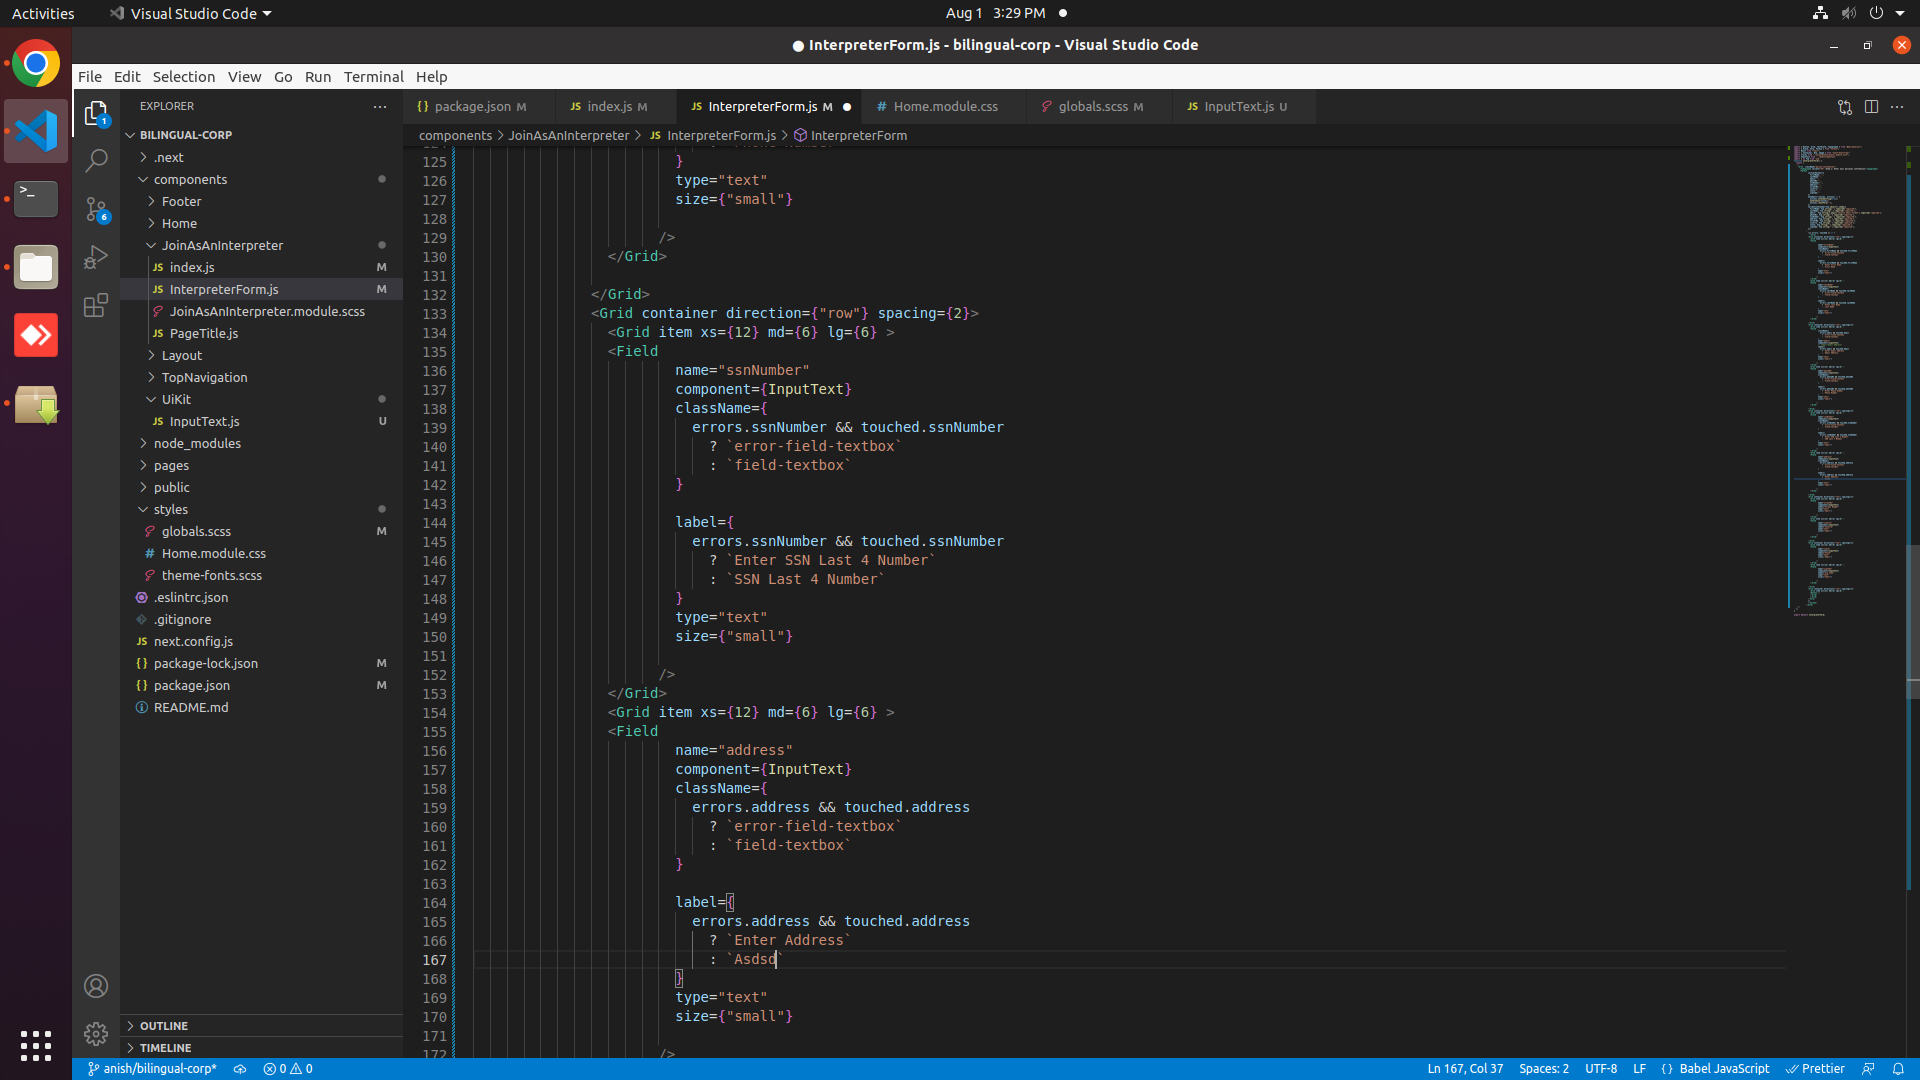 Activities
Visual Studio Code
Aug 1 3:29 PM
● InterpreterForm.js - bilingual-corp - Visual Studio Code
File Edit Selection View Go Run Terminal Help
EXPLORER
{} package.json M
JS index.js M
JS InterpreterForm.js M
# Home.module.css
globals.scss M
JS InputText.js U
components > JoinAsAnInterpreter > JS InterpreterForm.js > InterpreterForm
BILINGUAL-CORP
.next
components
Footer
Home
JoinAsAnInterpreter
JS index.js M
JS InterpreterForm.js M
JoinAsAnInterpreter.module.scss
JS PageTitle.js
Layout
TopNavigation
UiKit
JS InputText.js U
node_modules
pages
public
styles
globals.scss M
# Home.module.css
theme-fonts.scss
.eslintrc.json
.gitignore
JS next.config.js
{} package-lock.json M
{} package.json M
README.md
OUTLINE
TIMELINE
1
6
125 }
126 type="text"
127 size={"small"}
128
129 />
130 </Grid>
131
132 </Grid>
133 <Grid container direction={"row"} spacing={2}>
134 <Grid item xs={12} md={6} lg={6} >
135 <Field
136 name="ssnNumber"
137 component={InputText}
138 className={
139 errors.ssnNumber && touched.ssnNumber
140 ? `error-field-textbox`
141 : `field-textbox`
142 }
143
144 label={
145 errors.ssnNumber && touched.ssnNumber
146 ? `Enter SSN Last 4 Number`
147 : `SSN Last 4 Number`
148 }
149 type="text"
150 size={"small"}
151
152 />
153 </Grid>
154 <Grid item xs={12} md={6} lg={6} >
155 <Field
156 name="address"
157 component={InputText}
158 className={
159 errors.address && touched.address
160 ? `error-field-textbox`
161 : `field-textbox`
162 }
163
164 label={
165 errors.address && touched.address
166 ? `Enter Address`
167 : `Asdsd`
168 }
169 type="text"
170 size={"small"}
171
172 />
anish/bilingual-corp*
0 0
Ln 167, Col 37
Spaces: 2
UTF-8
LF
{} Babel JavaScript
Prettier